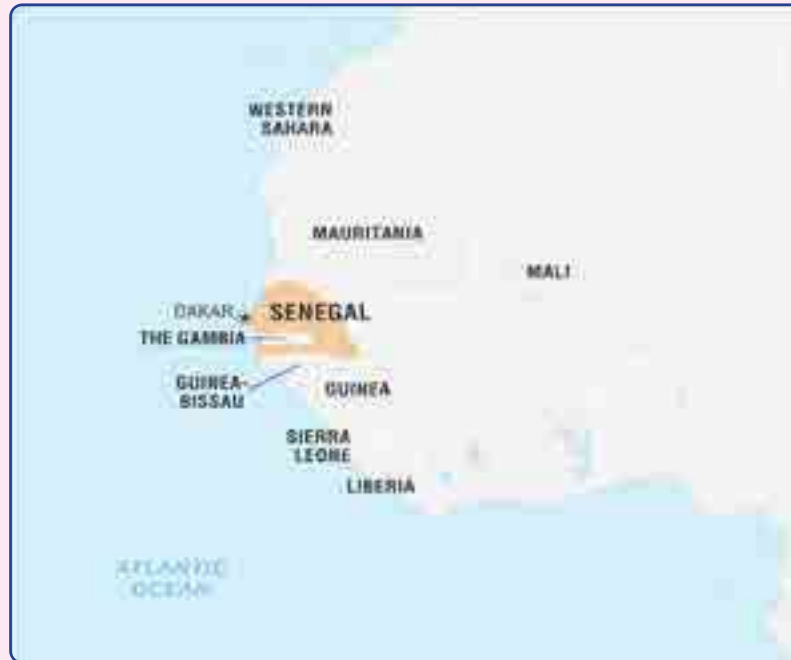 WESTERN
SAHARA
MAURITANIA
MALI
DAKAR
SENEGAL
THE GAMBIA
GUINEA-
BISSAU
GUINEA
SIERRA
LEONE
LIBERIA
ATLANTIC
OCEAN